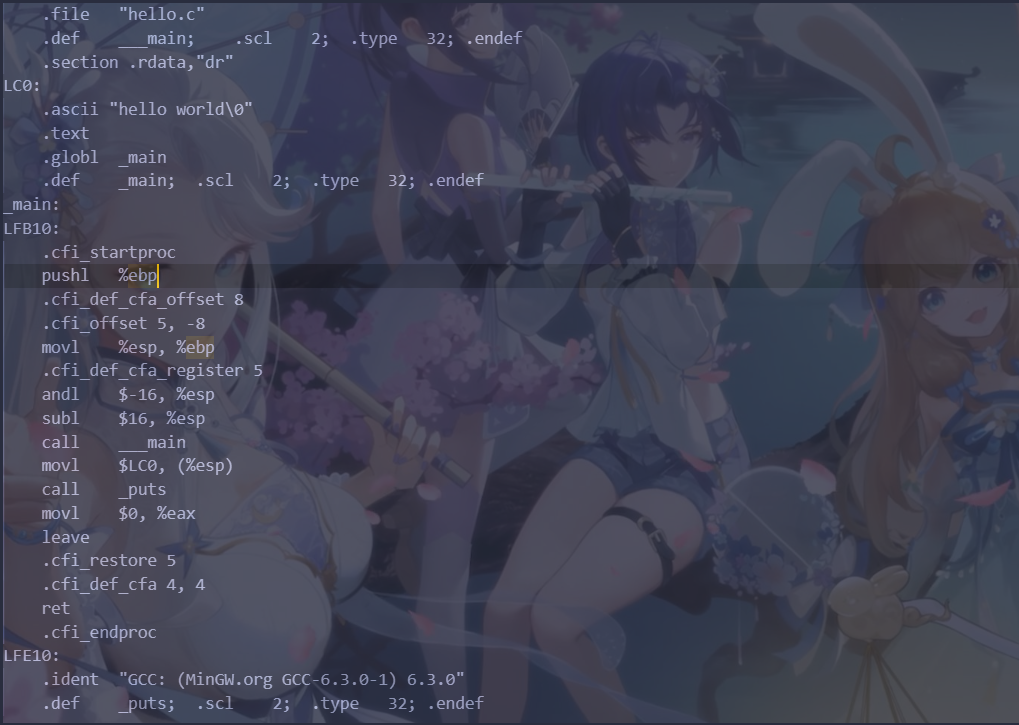 .file "hello.c"
.def ___main; .scl 2; .type 32; .endef
.section .rdata,"dr"
LC0:
.ascii "hello world\0"
.text
.globl _main
.def _main; .scl 2; .type 32; .endef
_main:
LFB10:
.cfi_startproc
pushl %ebp
.cfi_def_cfa_offset 8
.cfi_offset 5, -8
movl %esp, %ebp
.cfi_def_cfa_register 5
andl $-16, %esp
subl $16, %esp
call ___main
movl $LC0, (%esp)
call _puts
movl $0, %eax
leave
.cfi_restore 5
.cfi_def_cfa 4, 4
ret
.cfi_endproc
LFE10:
.ident "GCC: (MinGW.org GCC-6.3.0-1) 6.3.0"
.def _puts; .scl 2; .type 32; .endef